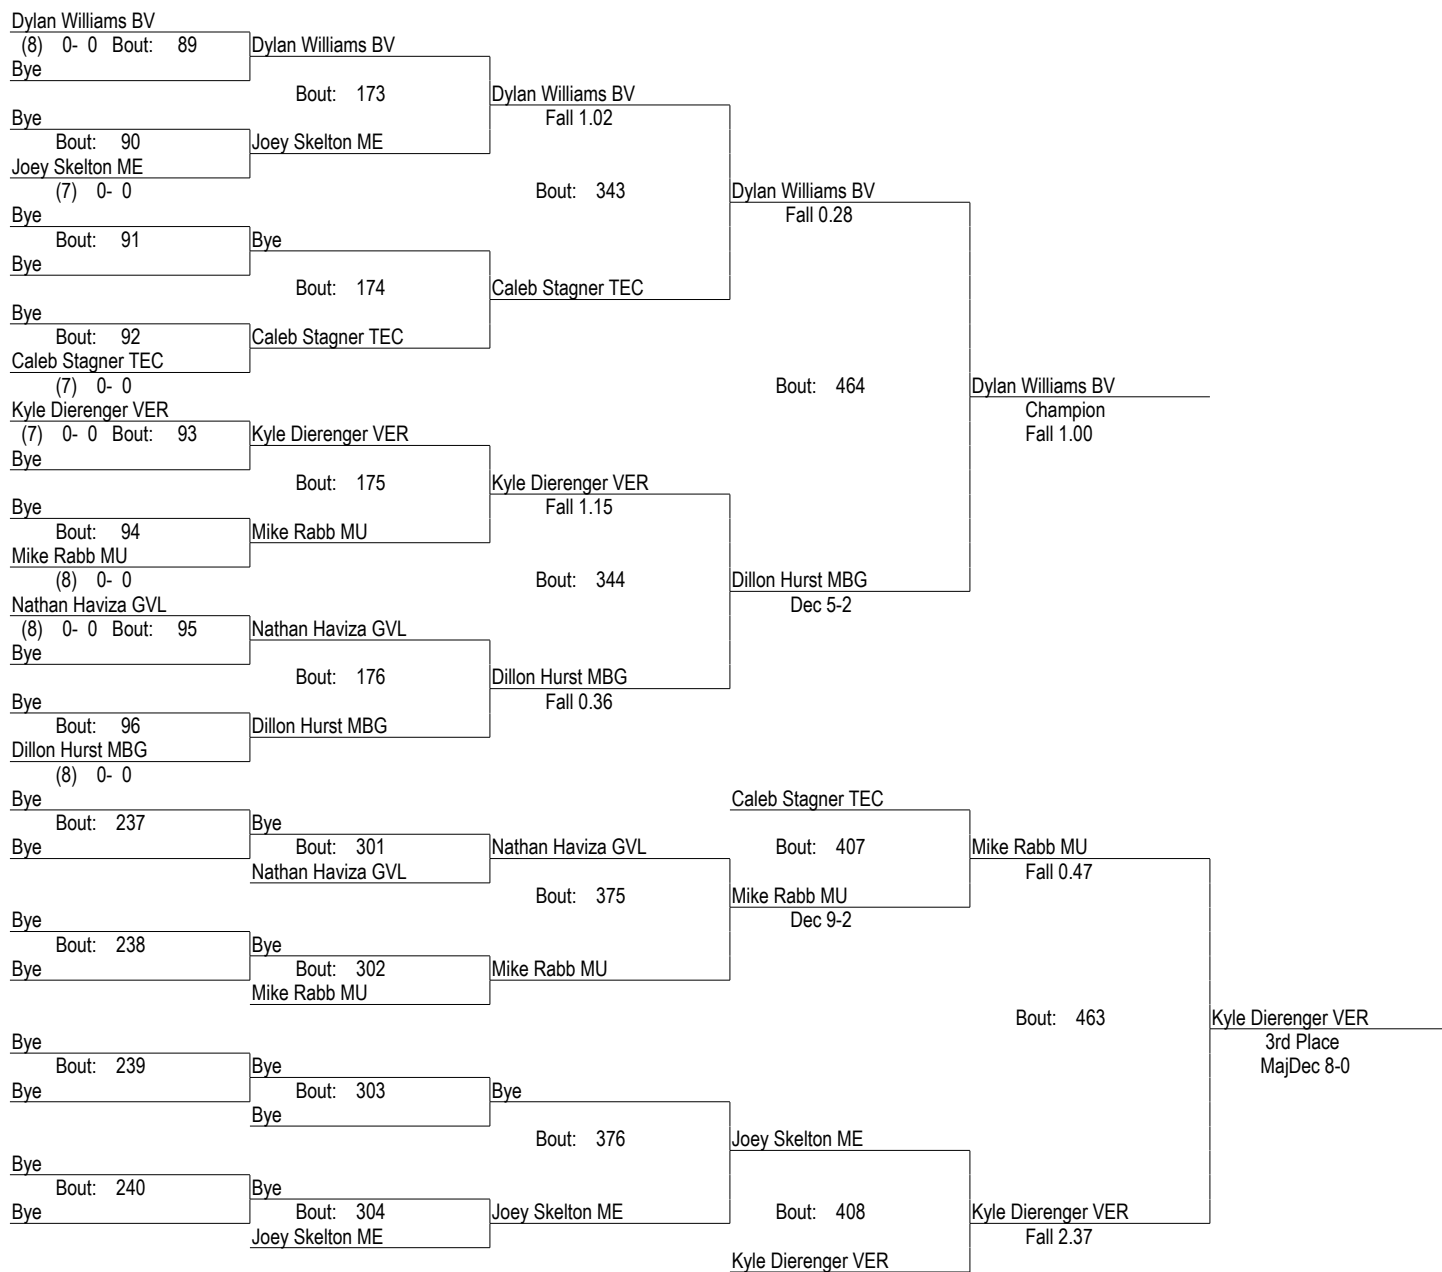 Dylan Williams BV
(8) 0- 0 Bout: 89 Dylan Williams BV
Bye
Bout: 173 Dylan Williams BV
Bye Fall 1.02
Bout: 90 Joey Skelton ME
Joey Skelton ME
(7) 0- 0 Bout: 343 Dylan Williams BV
Bye Fall 0.28
Bout: 91 Bye
Bye
Bout: 174 Caleb Stagner TEC
Bye
Bout: 92 Caleb Stagner TEC
Caleb Stagner TEC
(7) 0- 0 Bout: 464 Dylan Williams BV
Kyle Dierenger VER Champion
(7) 0- 0 Bout: 93 Kyle Dierenger VER Fall 1.00
Bye
Bout: 175 Kyle Dierenger VER
Bye Fall 1.15
Bout: 94 Mike Rabb MU
Mike Rabb MU
(8) 0- 0 Bout: 344 Dillon Hurst MBG
Nathan Haviza GVL Dec 5-2
(8) 0- 0 Bout: 95 Nathan Haviza GVL
Bye
Bout: 176 Dillon Hurst MBG
Bye Fall 0.36
Bout: 96 Dillon Hurst MBG
Dillon Hurst MBG
(8) 0- 0
Bye Caleb Stagner TEC
Bout: 237 Bye
Bye Bout: 301 Nathan Haviza GVL Bout: 407 Mike Rabb MU
Nathan Haviza GVL Fall 0.47
Bout: 375 Mike Rabb MU
Bye Dec 9-2
Bout: 238 Bye
Bye Bout: 302 Mike Rabb MU
Mike Rabb MU
Bout: 463 Kyle Dierenger VER
Bye 3rd Place
Bout: 239 Bye MajDec 8-0
Bye Bout: 303 Bye
Bye
Bout: 376 Joey Skelton ME
Bye
Bout: 240 Bye
Bye Bout: 304 Joey Skelton ME Bout: 408 Kyle Dierenger VER
Joey Skelton ME Fall 2.37
Kyle Dierenger VER